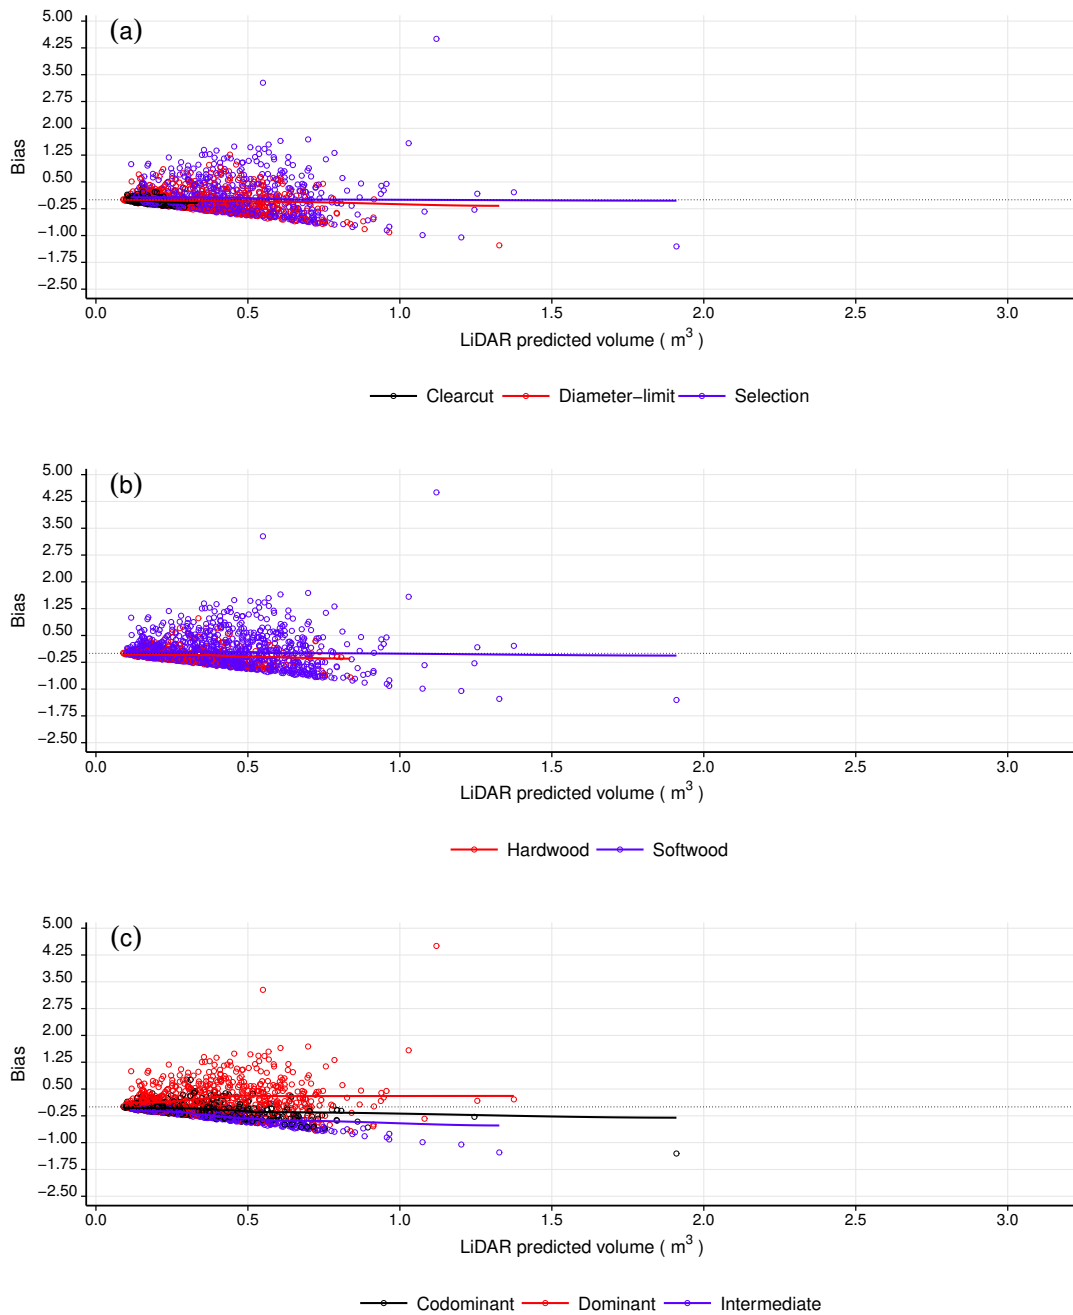 (a)
5.00
4.25
3.50
2.75
2.00
1.25
0.50
−0.25
−1.00
−1.75
−2.50
Bias
0.0 0.5 1.0 1.5 2.0 2.5 3.0
LiDAR predicted volume ( m³ )
Clearcut Diameter−limit Selection
(b)
5.00
4.25
3.50
2.75
2.00
1.25
0.50
−0.25
−1.00
−1.75
−2.50
Bias
0.0 0.5 1.0 1.5 2.0 2.5 3.0
LiDAR predicted volume ( m³ )
Hardwood Softwood
(c)
5.00
4.25
3.50
2.75
2.00
1.25
0.50
−0.25
−1.00
−1.75
−2.50
Bias
0.0 0.5 1.0 1.5 2.0 2.5 3.0
LiDAR predicted volume ( m³ )
Codominant Dominant Intermediate